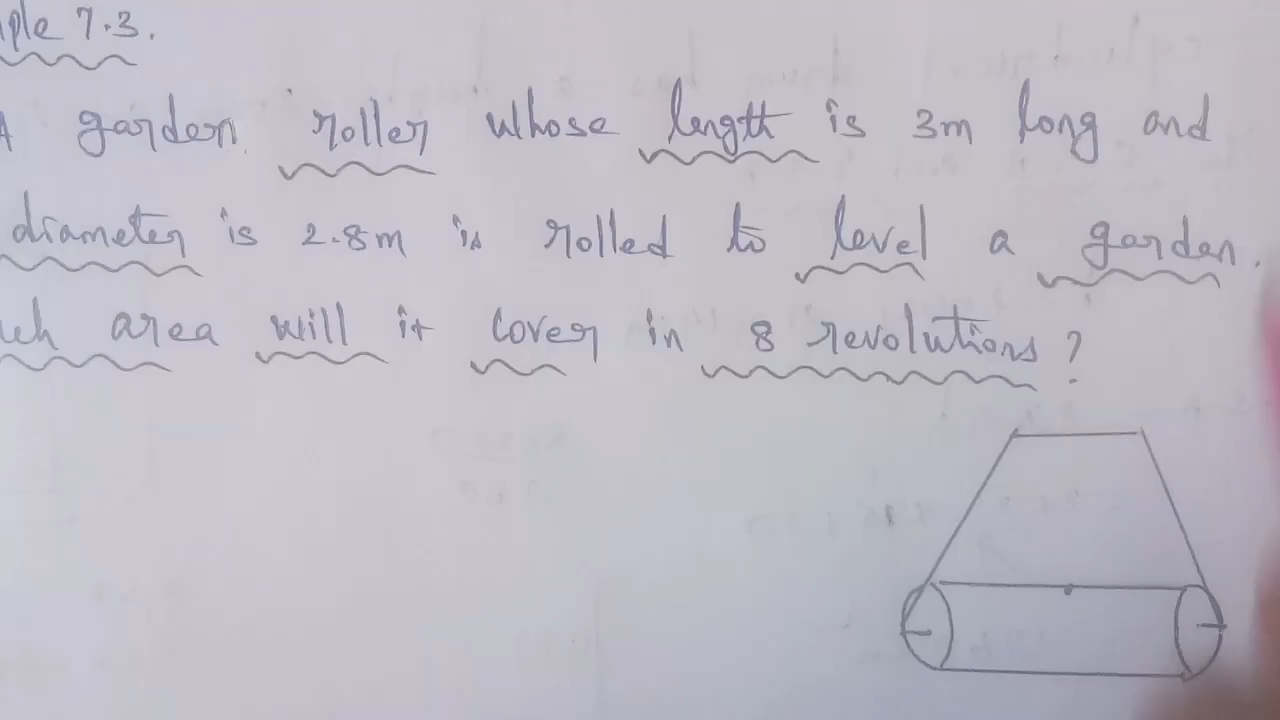 ple 7.3.
A garden roller whose length is 3m long and
diameter is 2.8m is rolled to level a garden.
uch area will it cover in 8 revolutions?